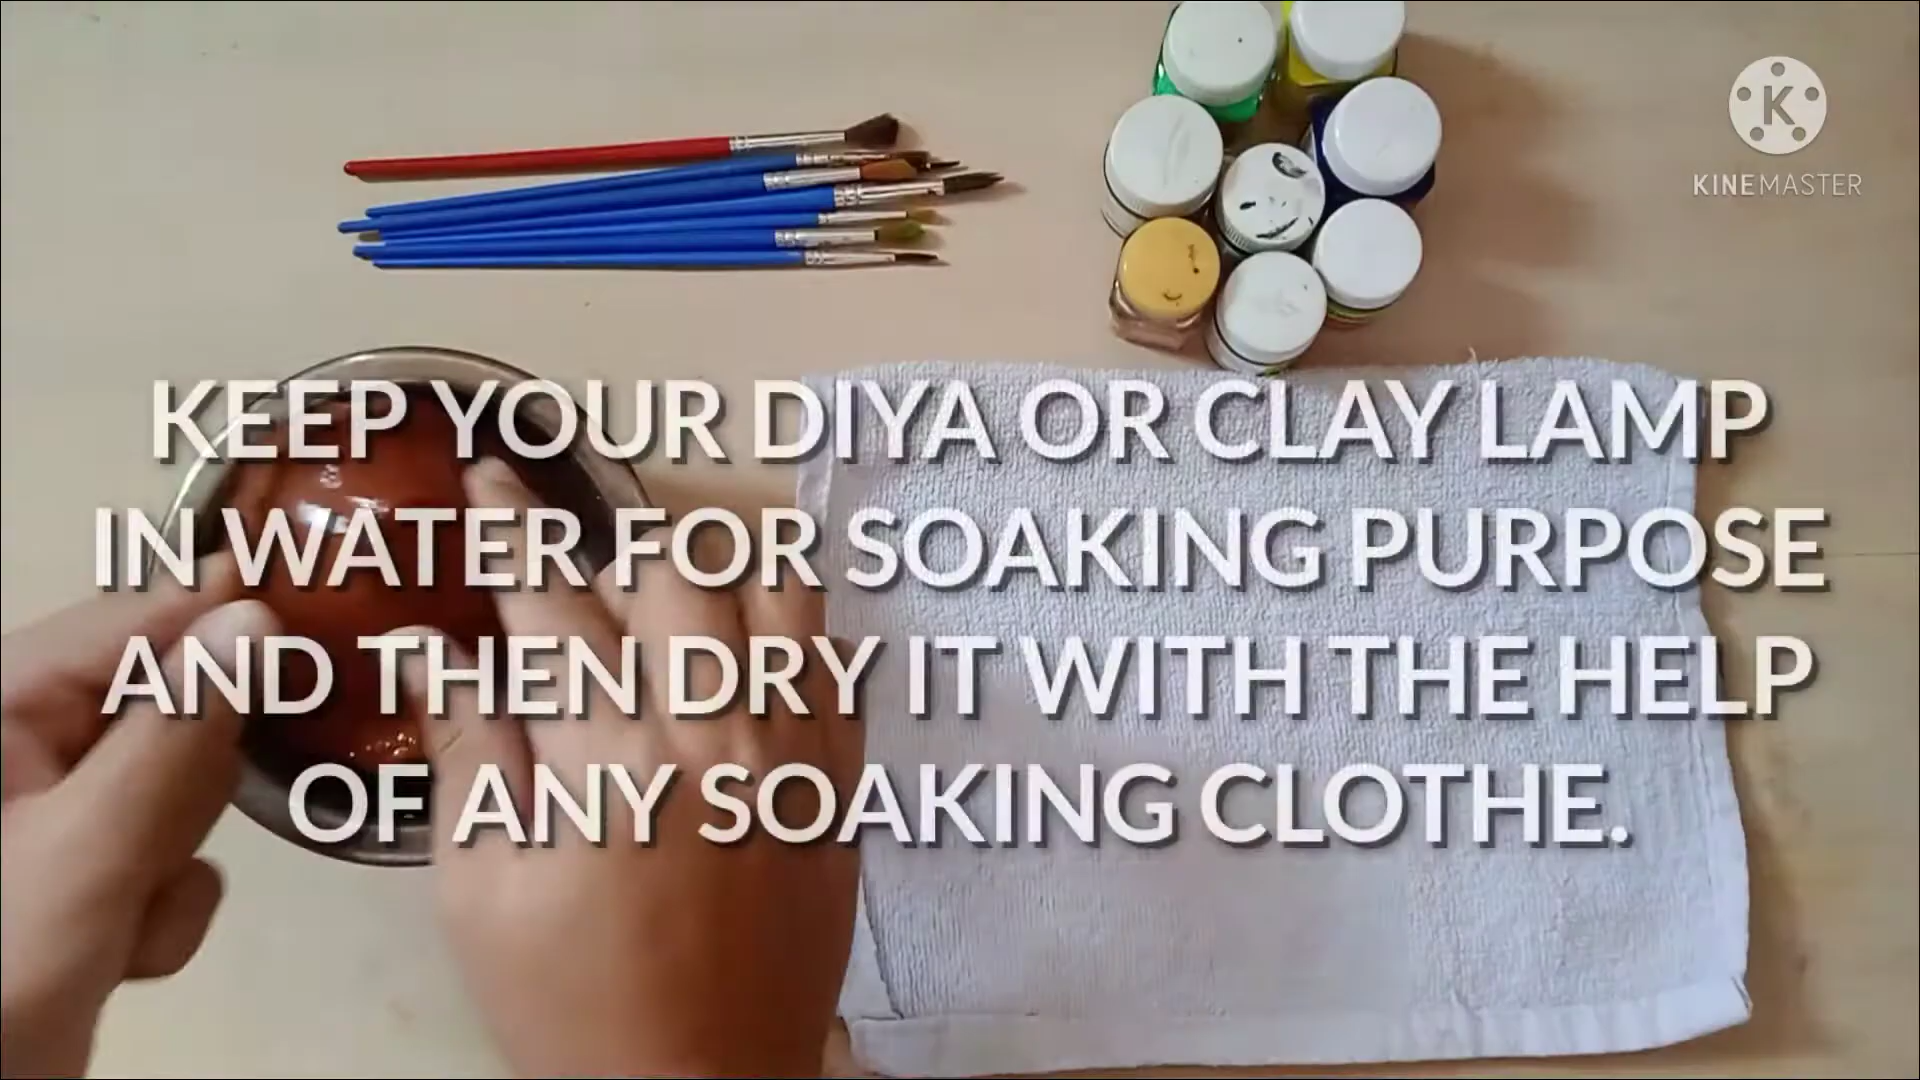 K
KINEMASTER
KEEP YOUR DIYA OR CLAY LAMP
IN WATER FOR SOAKING PURPOSE
AND THEN DRY IT WITH THE HELP
OF ANY SOAKING CLOTHE.